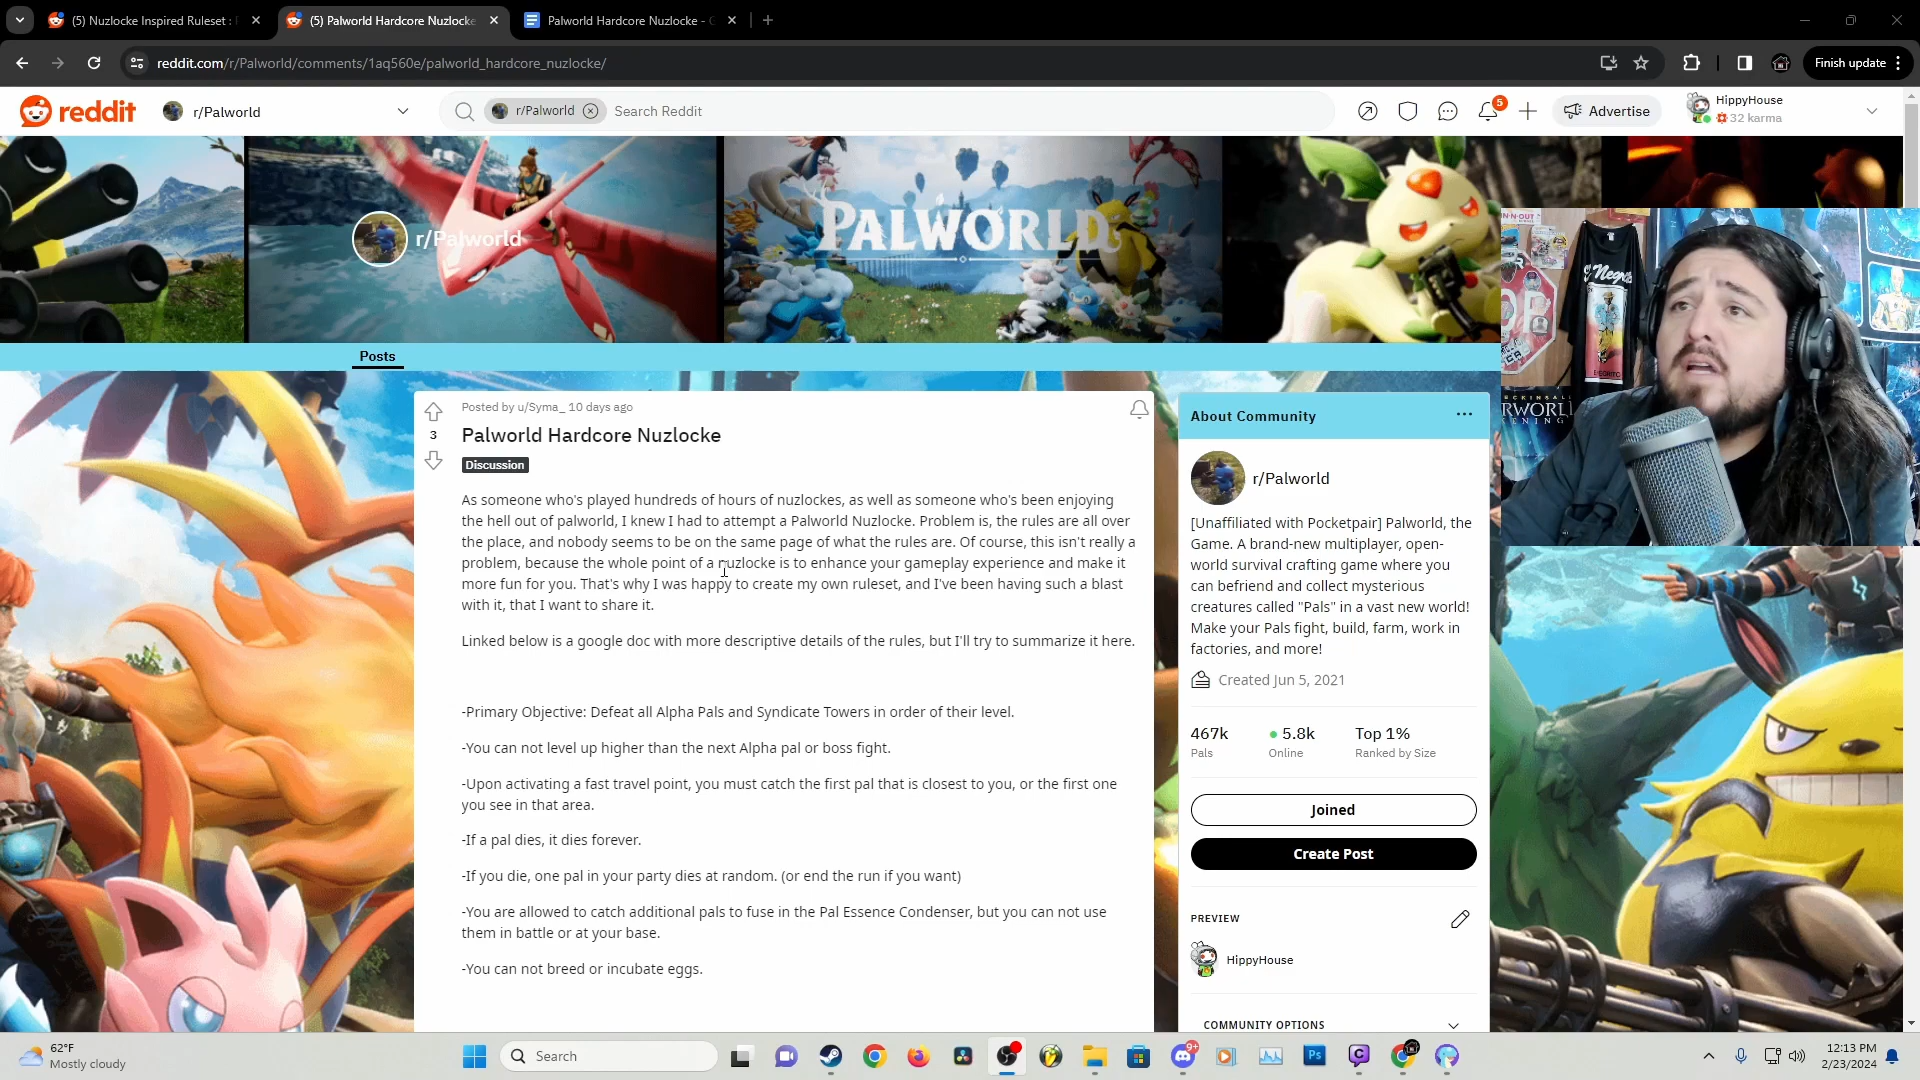 (5) Nuzlocke Inspired Ruleset :
(5) Palworld Hardcore Nuzlocke
Palworld Hardcore Nuzlocke -
reddit.com/r/Palworld/comments/1aq560e/palworld_hardcore_nuzlocke/
Finish update
reddit
r/Palworld
r/Palworld
Search Reddit
5
Advertise
HippyHouse
32 karma
r/Palworld
PALWORLD
Posts
3
Posted by u/Syma_ 10 days ago
Palworld Hardcore Nuzlocke
Discussion
As someone who's played hundreds of hours of nuzlockes, as well as someone who's been enjoying
the hell out of palworld, I knew I had to attempt a Palworld Nuzlocke. Problem is, the rules are all over
the place, and nobody seems to be on the same page of what the rules are. Of course, this isn't really a
problem, because the whole point of a nuzlocke is to enhance your gameplay experience and make it
more fun for you. That's why I was happy to create my own ruleset, and I've been having such a blast
with it, that I want to share it.
Linked below is a google doc with more descriptive details of the rules, but I'll try to summarize it here.
-Primary Objective: Defeat all Alpha Pals and Syndicate Towers in order of their level.
-You can not level up higher than the next Alpha pal or boss fight.
-Upon activating a fast travel point, you must catch the first pal that is closest to you, or the first one
you see in that area.
-If a pal dies, it dies forever.
-If you die, one pal in your party dies at random. (or end the run if you want)
-You are allowed to catch additional pals to fuse in the Pal Essence Condenser, but you can not use
them in battle or at your base.
-You can not breed or incubate eggs.
About Community
r/Palworld
[Unaffiliated with Pocketpair] Palworld, the
Game. A brand-new multiplayer, open-
world survival crafting game where you
can befriend and collect mysterious
creatures called "Pals" in a vast new world!
Make your Pals fight, build, farm, work in
factories, and more!
Created Jun 5, 2021
467k
5.8k
Top 1%
Pals
Online
Ranked by Size
Joined
Create Post
PREVIEW
HippyHouse
COMMUNITY OPTIONS
62°F
Mostly cloudy
Search
Ps
9+
12:13 PM
2/23/2024